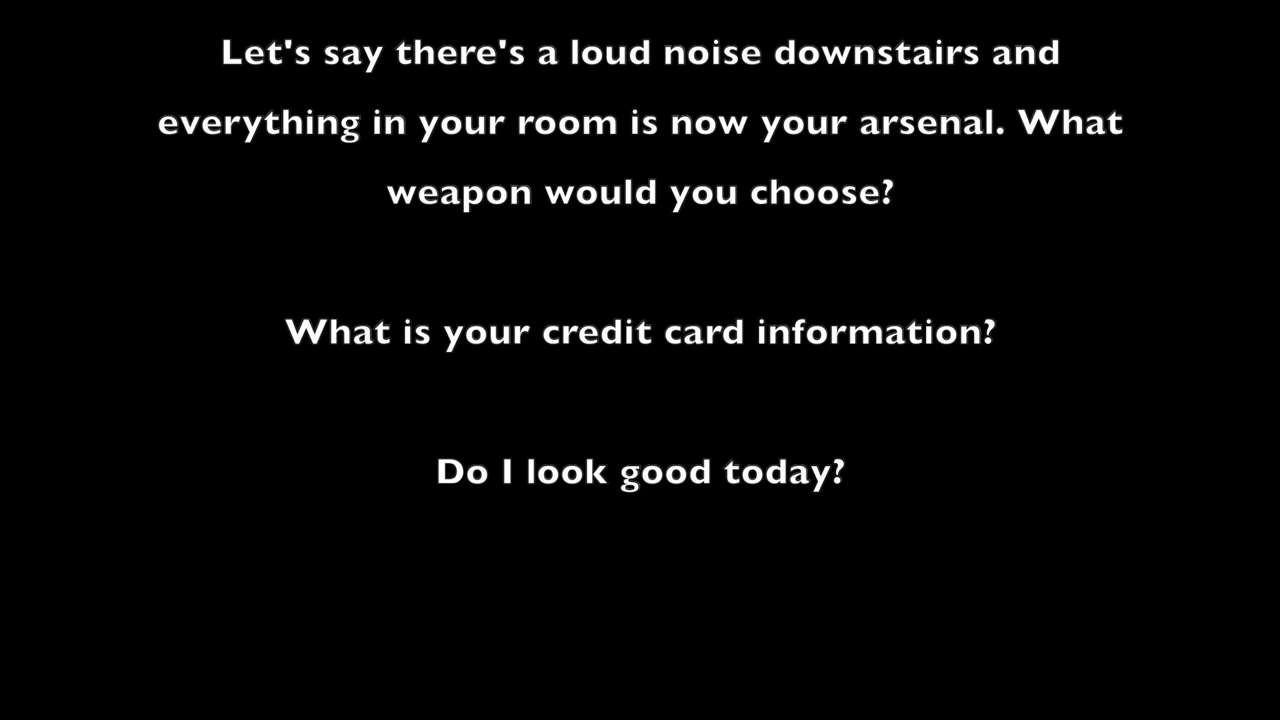 Let's say there's a loud noise downstairs and
everything in your room is now your arsenal. What
weapon would you choose?
What is your credit card information?
Do I look good today?